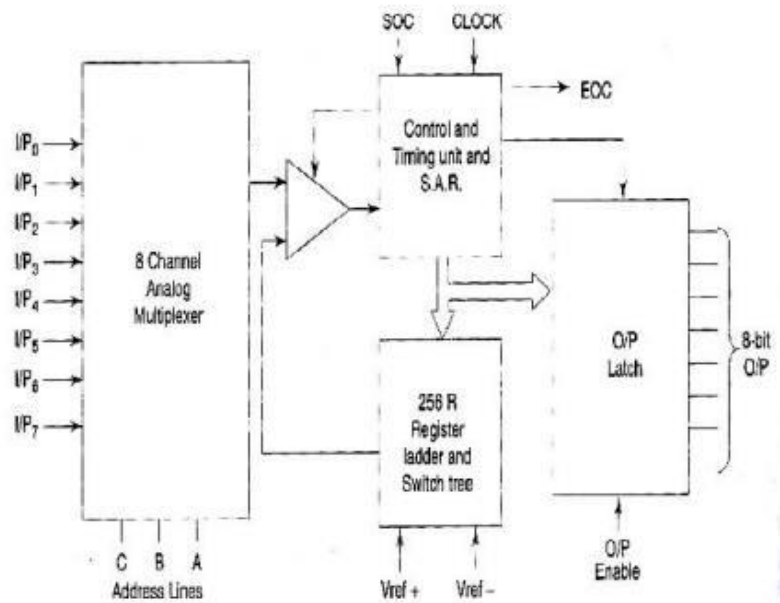 SOC
CLOCK
EOC
Control and
Timing unit and
S.A.R.
I/P0
I/P1
I/P2
I/P3
I/P4
I/P5
I/P6
I/P7
8 Channel
Analog
Multiplexer
O/P
Latch
8-bit
O/P
256 R
Register
ladder and
Switch tree
C B A
Address Lines
Vref +
Vref –
O/P
Enable